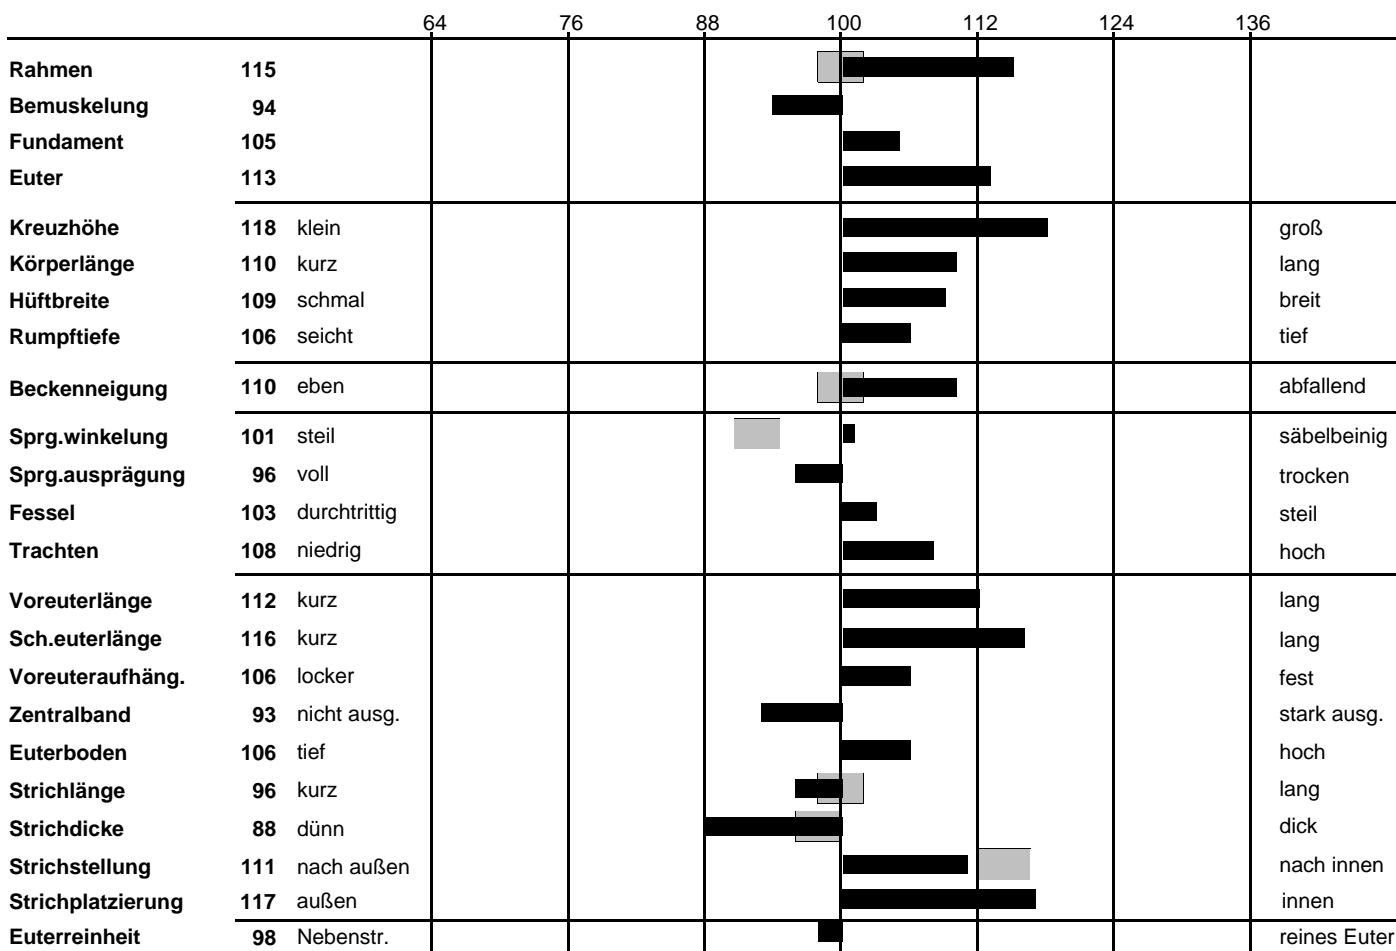 64 76 88 100 112 124 136
Rahmen 115
Bemuskelung 94
Fundament 105
Euter 113
Kreuzhöhe 118 klein groß
Körperlänge 110 kurz lang
Hüftbreite 109 schmal breit
Rumpftiefe 106 seicht tief
Beckenneigung 110 eben abfallend
Sprg.winkelung 101 steil säbelbeinig
Sprg.ausprägung 96 voll trocken
Fessel 103 durchtrittig steil
Trachten 108 niedrig hoch
Voreuterlänge 112 kurz lang
Sch.euterlänge 116 kurz lang
Voreuteraufhäng. 106 locker fest
Zentralband 93 nicht ausg. stark ausg.
Euterboden 106 tief hoch
Strichlänge 96 kurz lang
Strichdicke 88 dünn dick
Strichstellung 111 nach außen nach innen
Strichplatzierung 117 außen innen
Euterreinheit 98 Nebenstr. reines Euter